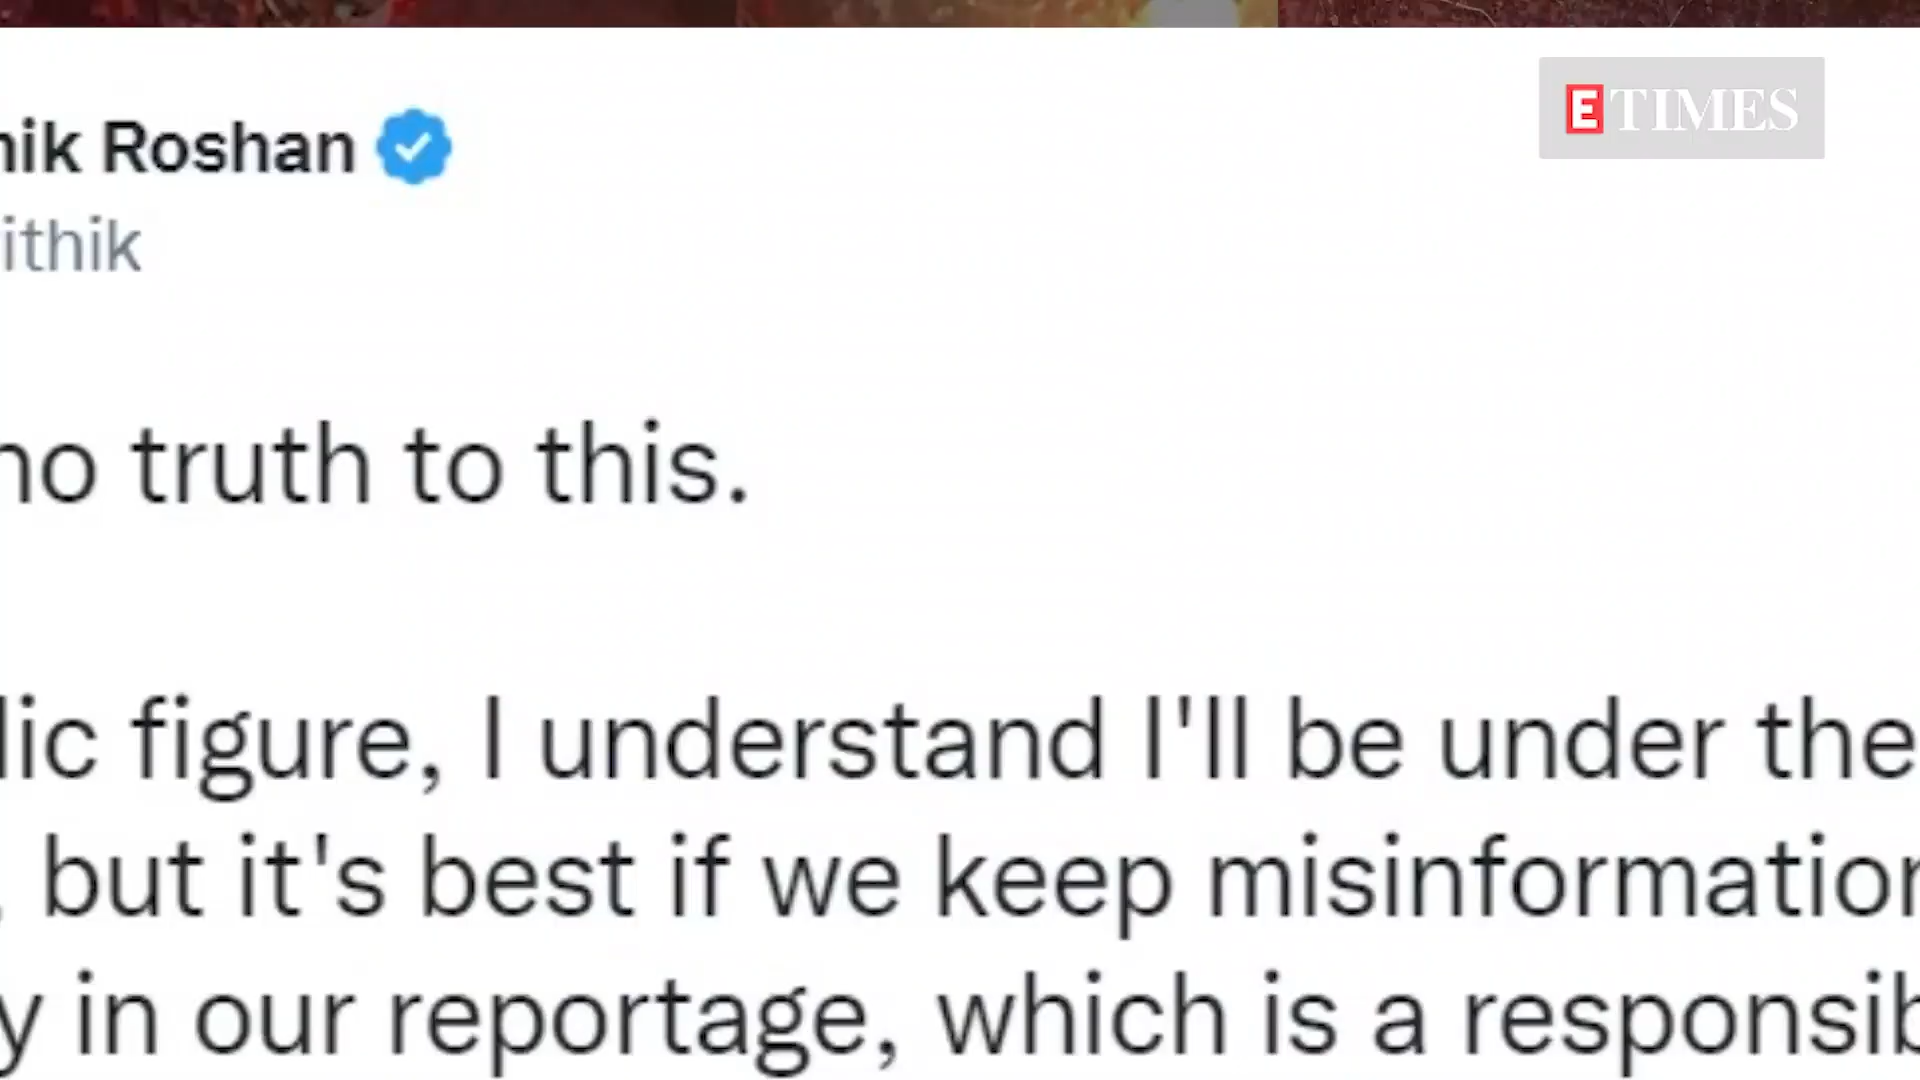 ETIMES
hik Roshan
ithik
no truth to this.
lic figure, I understand I'll be under the
, but it's best if we keep misinformation
y in our reportage, which is a responsib